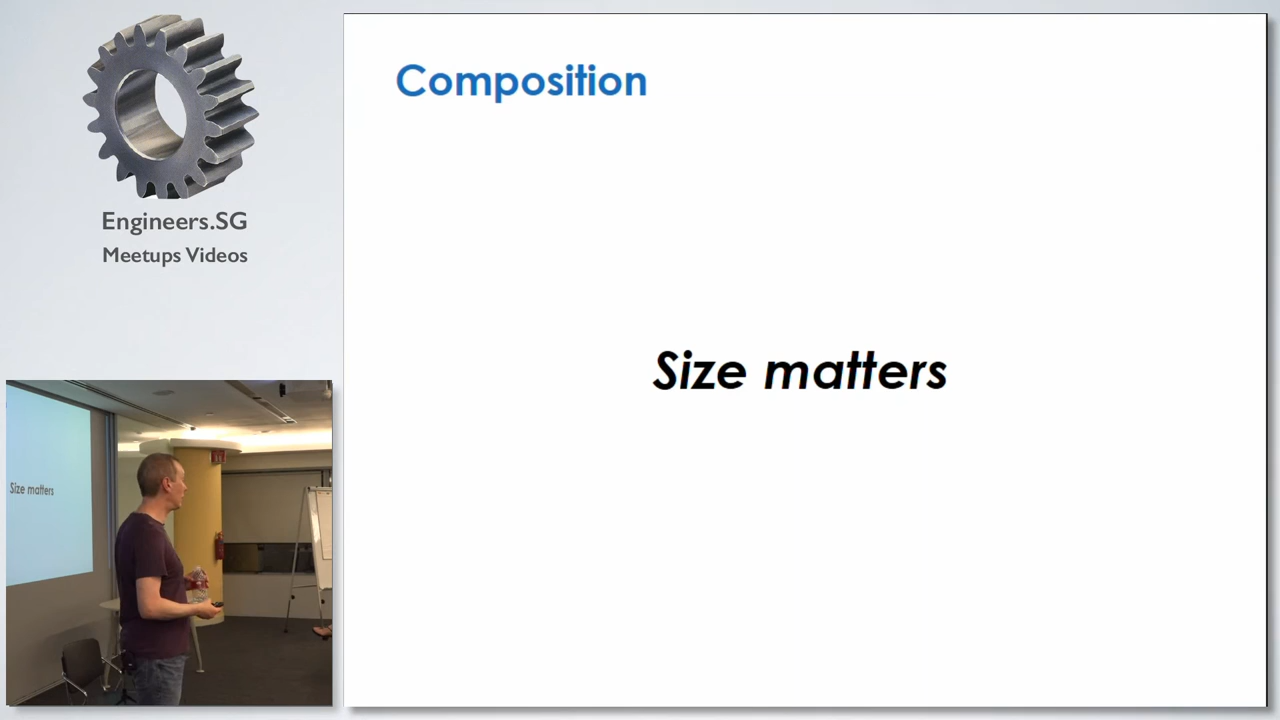 Engineers.SG
Meetups Videos
Composition
Size matters
Size matters